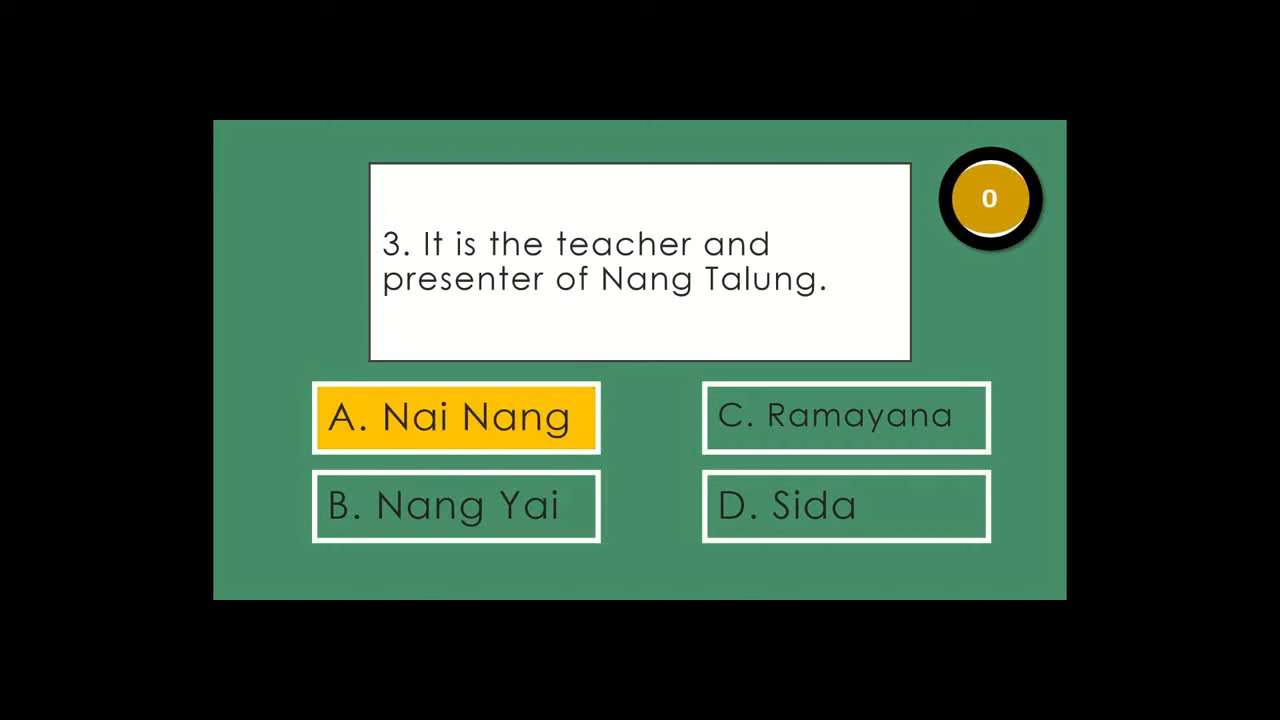 0
3. It is the teacher and
presenter of Nang Talung.
A. Nai Nang
B. Nang Yai
C. Ramayana
D. Sida